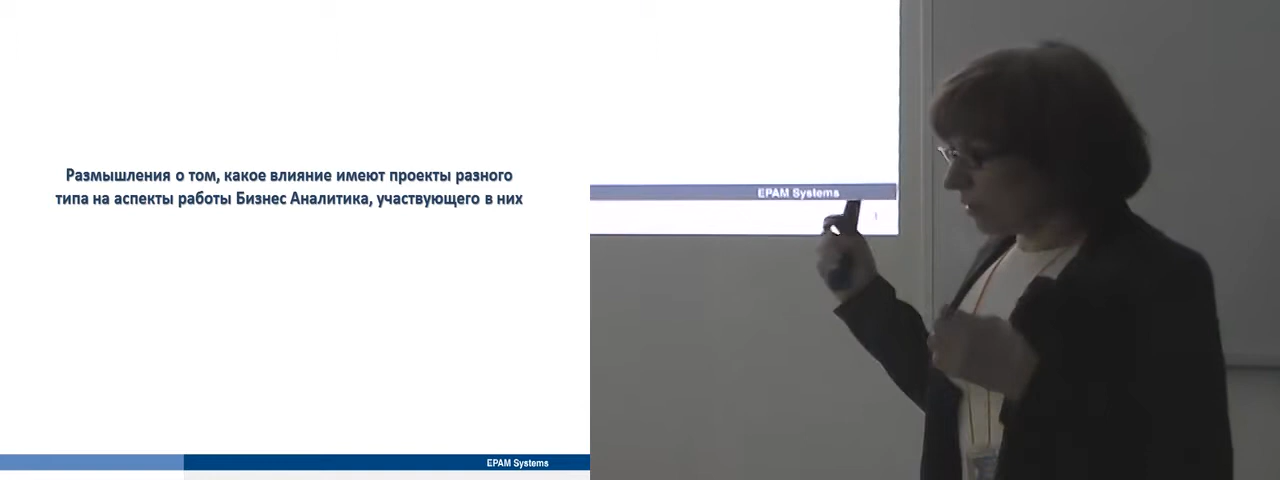 Размышления о том, какое влияние имеют проекты разного
типа на аспекты работы Бизнес Аналитика, участвующего в них
EPAM Systems
EPAM Systems
1